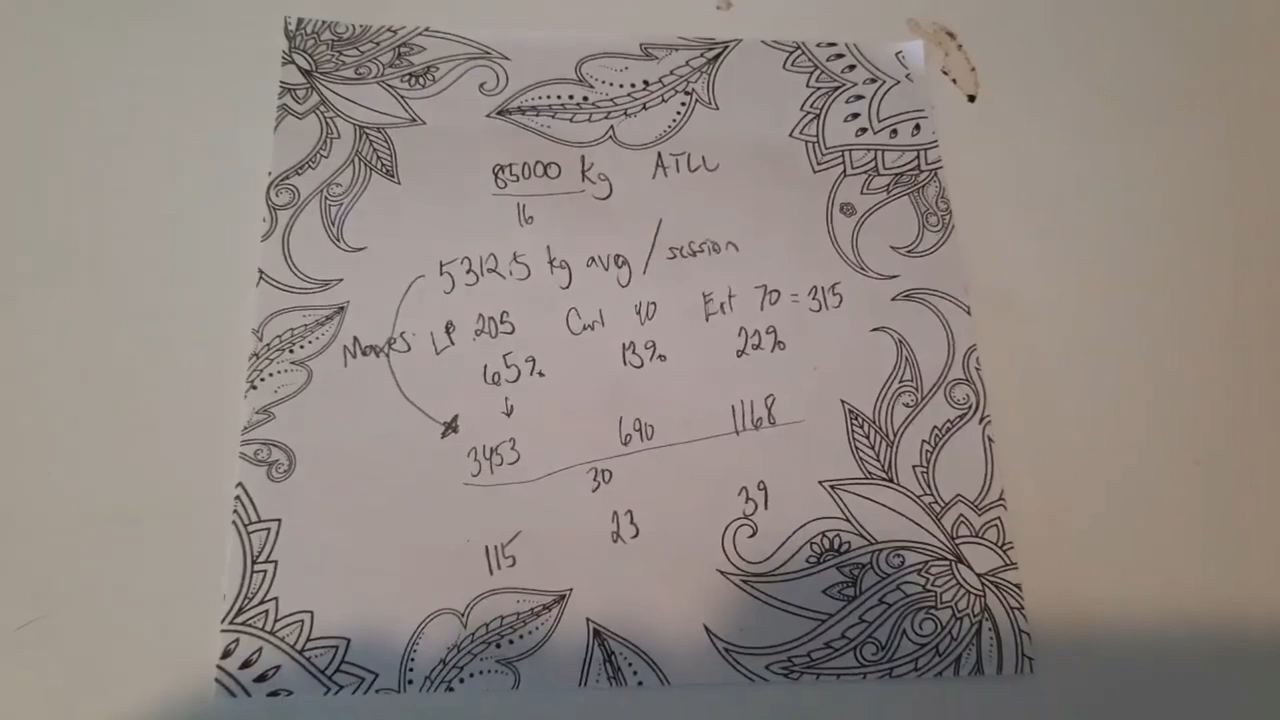 85000 kg ATLL
16
5312.5 kg avg/session
Maxes: LP 205 Curl 40 Ext 70 = 315
65% 13% 22%
3453 690 1168
30
115 23 39